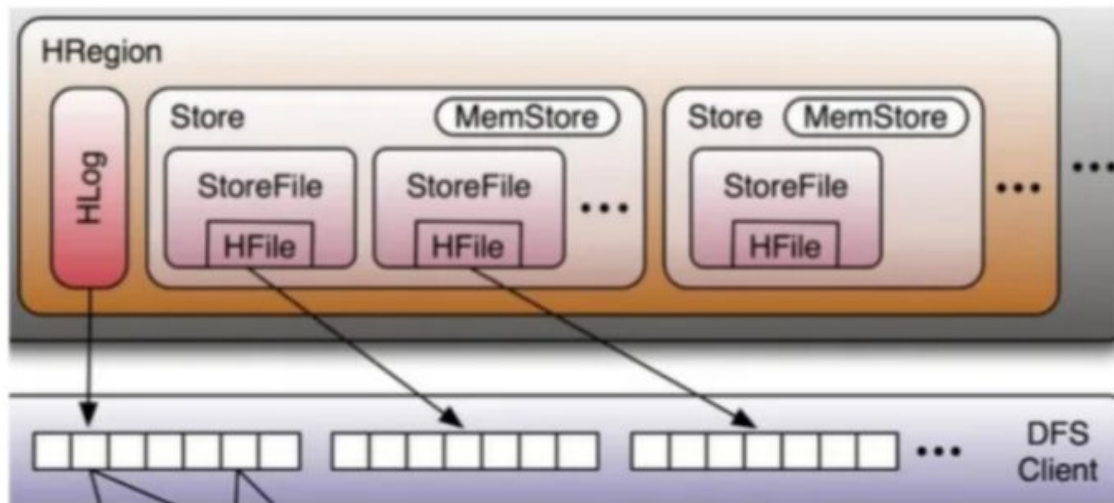 HRegion
HLog
Store
MemStore
StoreFile
HFile
StoreFile
HFile
...
Store
MemStore
StoreFile
HFile
...
...
...
DFS
Client